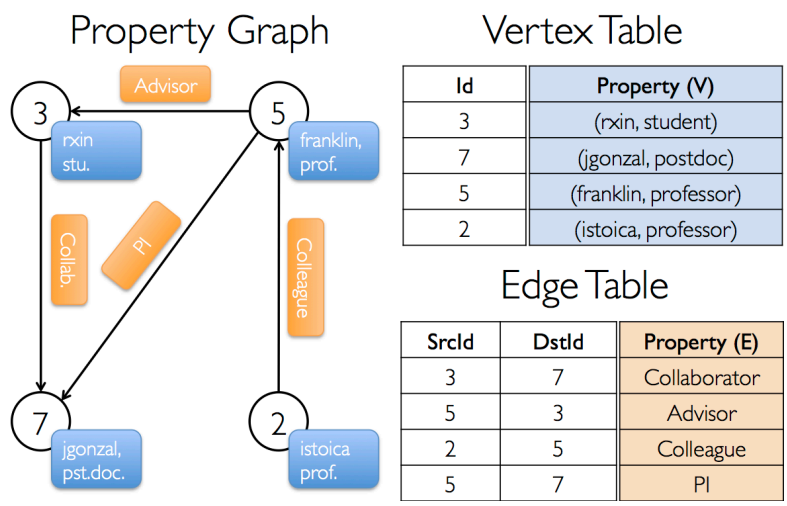 Property Graph
Advisor
3
5
rxin
stu.
franklin,
prof.
Collab.
PI
Colleague
7
2
jgonzal,
pst.doc.
istoica
prof.
Vertex Table
Id Property (V)
3 (rxin, student)
7 (jgonzal, postdoc)
5 (franklin, professor)
2 (istoica, professor)
Edge Table
SrcId DstId Property (E)
3 7 Collaborator
5 3 Advisor
2 5 Colleague
5 7 PI